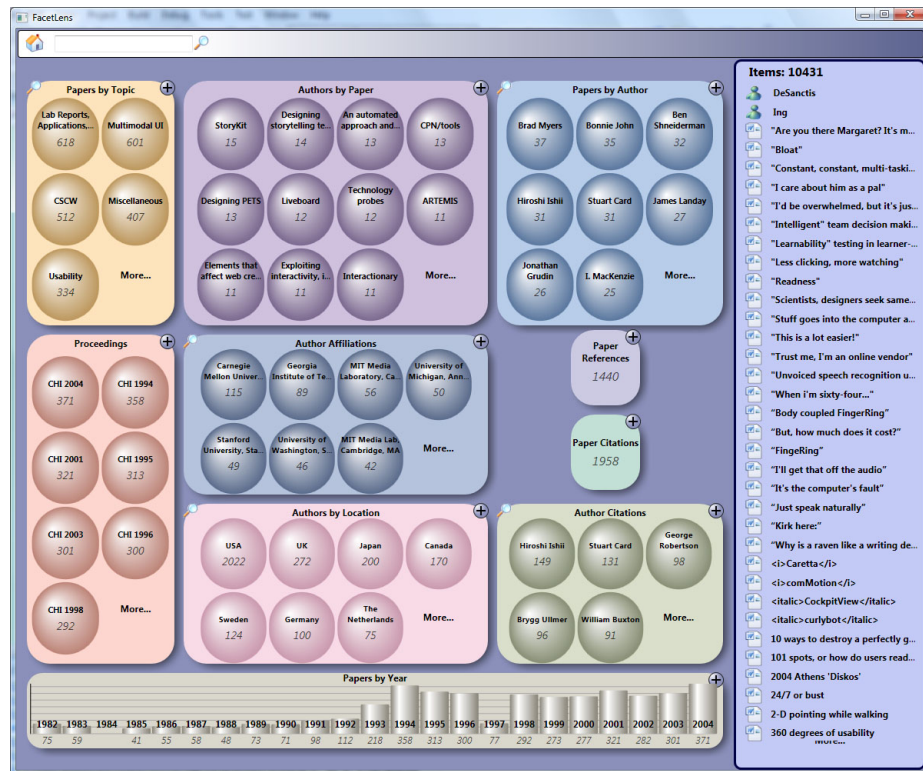 FacetLens
Papers by Topic
Lab Reports,
Applications,...
618
Multimodal UI
601
CSCW
512
Miscellaneous
407
Usability
334
More...
Authors by Paper
StoryKit
15
Designing
storytelling te...
14
An automated
approach and...
13
CPN/tools
13
Designing PETS
13
Liveboard
12
Technology
probes
12
ARTEMIS
11
Elements that
affect web cre...
11
Exploiting
interactivity, i...
11
Interactionary
11
More...
Papers by Author
Brad Myers
37
Bonnie John
35
Ben
Shneiderman
32
Hiroshi Ishii
31
Stuart Card
31
James Landay
27
Jonathan
Grudin
26
I. MacKenzie
25
More...
Proceedings
CHI 2004
371
CHI 1994
358
CHI 2001
321
CHI 1995
313
CHI 2003
301
CHI 1996
300
CHI 1998
292
More...
Author Affiliations
Carnegie
Mellon Univer...
115
Georgia
Institute of Te...
89
MIT Media
Laboratory, Ca...
56
University of
Michigan, Ann...
50
Stanford
University, Sta...
49
University of
Washington, S...
46
MIT Media Lab,
Cambridge, MA
42
More...
Paper
References
1440
Paper Citations
1958
Authors by Location
USA
2022
UK
272
Japan
200
Canada
170
Sweden
124
Germany
100
The
Netherlands
75
More...
Author Citations
Hiroshi Ishii
149
Stuart Card
131
George
Robertson
98
Brygg Ullmer
96
William Buxton
91
More...
Papers by Year
1982 1983 1984 1985 1986 1987 1988 1989 1990 1991 1992 1993 1994 1995 1996 1997 1998 1999 2000 2001 2002 2003 2004
75 59 41 55 58 48 73 71 98 112 218 358 313 300 77 292 273 277 321 282 301 371
Items: 10431
DeSanctis
Ing
"Are you there Margaret? It's m...
"Bloat"
"Constant, constant, multi-taski...
"I care about him as a pal"
"I'd be overwhelmed, but it's jus...
"Intelligent" team decision maki...
"Learnability" testing in learner-...
"Less clicking, more watching"
"Readness"
"Scientists, designers seek same...
"Stuff goes into the computer a...
"This is a lot easier!"
"Trust me, I'm an online vendor"
"Unvoiced speech recognition u...
"When i'm sixty-four..."
“Body coupled FingerRing”
“But, how much does it cost?”
“FingeRing”
“I'll get that off the audio”
“It's the computer's fault”
“Just speak naturally”
“Kirk here:”
“Why is a raven like a writing de...
<i>Caretta</i>
<i>comMotion</i>
<italic>CockpitView</italic>
<italic>curlybot</italic>
10 ways to destroy a perfectly g...
101 spots, or how do users read...
2004 Athens 'Diskos'
24/7 or bust
2-D pointing while walking
360 degrees of usability
More...